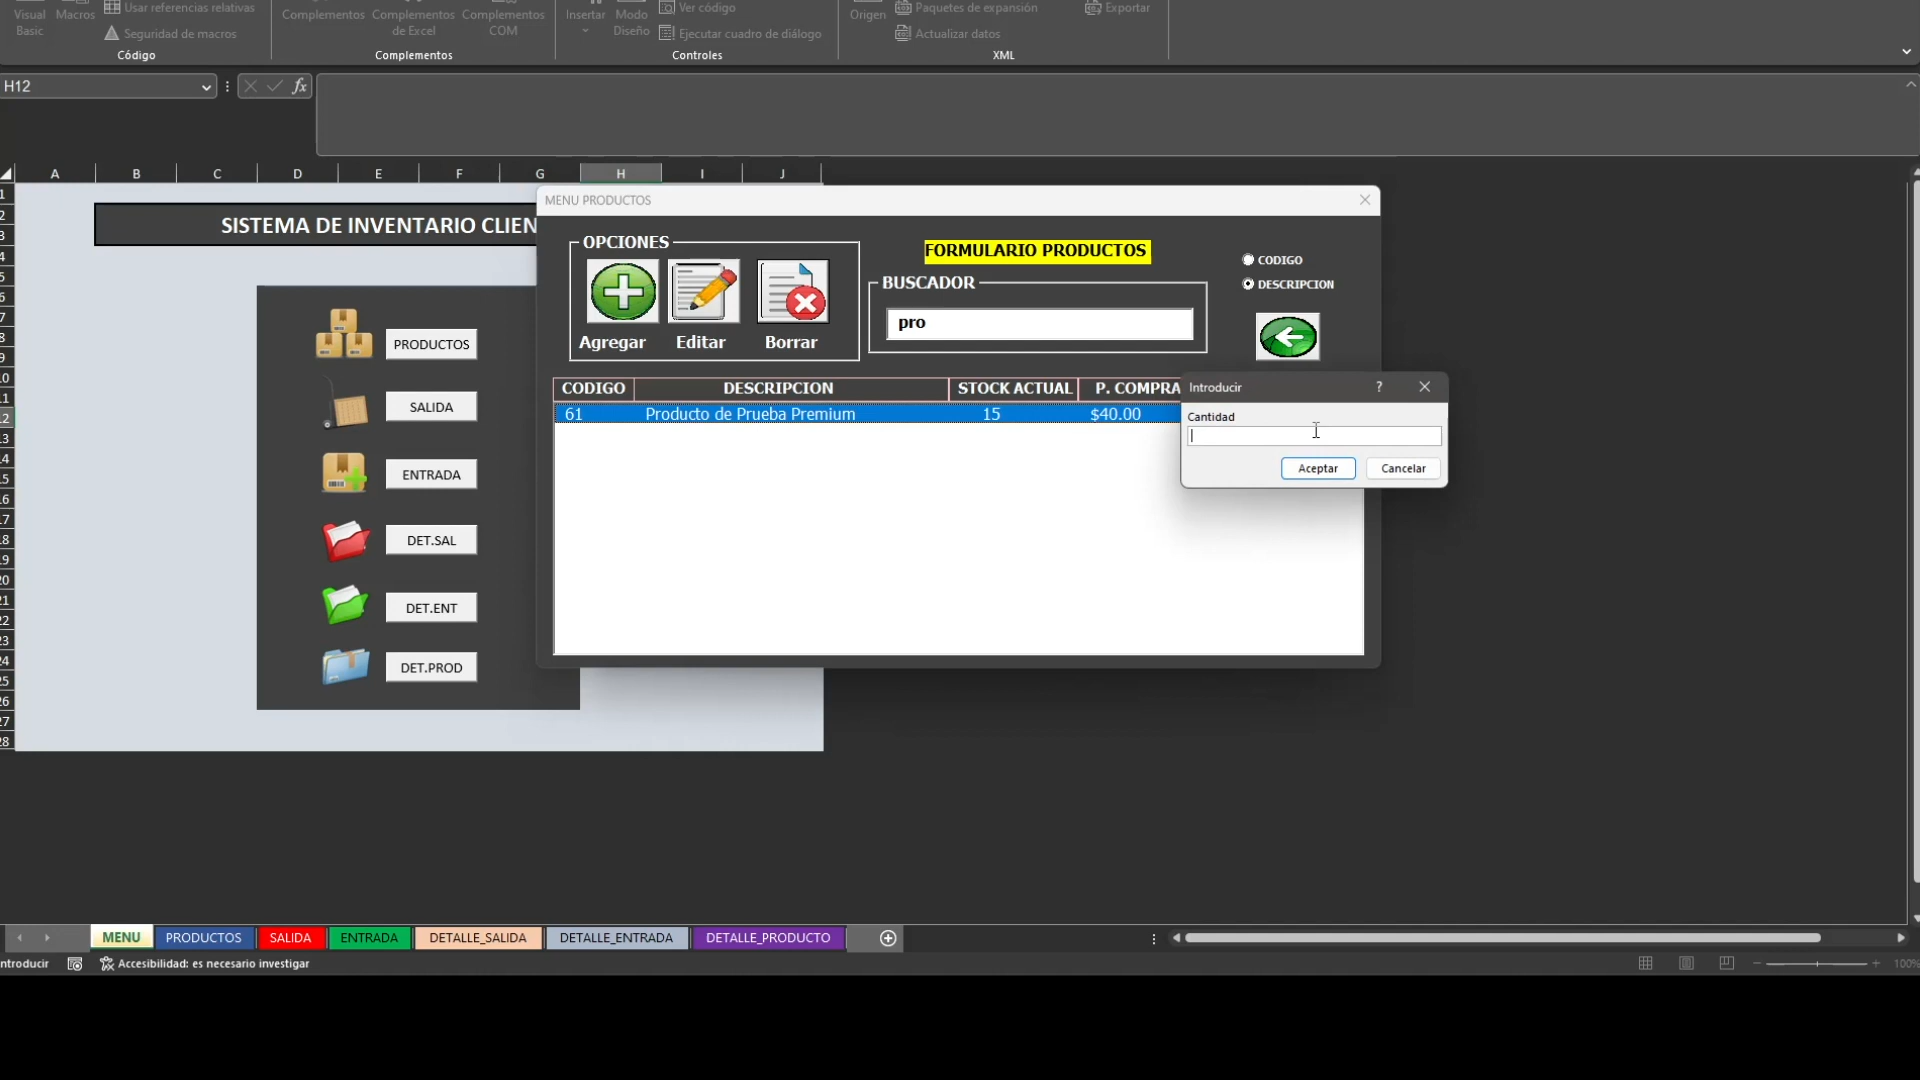 Visual
Basic
Macros
Usar referencias relativas
Seguridad de macros
Código
Complementos
Complementos
de Excel
Complementos
COM
Complementos
Insertar
Modo
Diseño
Ver código
Ejecutar cuadro de diálogo
Controles
Origen
Paquetes de expansión
Actualizar datos
Exportar
XML
H12
fx
A B C D E F G H I J
SISTEMA DE INVENTARIO CLIEN
PRODUCTOS
SALIDA
ENTRADA
DET.SAL
DET.ENT
DET.PROD
MENU PRODUCTOS
OPCIONES
Agregar Editar Borrar
FORMULARIO PRODUCTOS
BUSCADOR
pro
CODIGO
DESCRIPCION
CODIGO DESCRIPCION STOCK ACTUAL P. COMPRA
61 Producto de Prueba Premium 15 $40.00
Introducir ?
Cantidad
Aceptar Cancelar
MENU PRODUCTOS SALIDA ENTRADA DETALLE_SALIDA DETALLE_ENTRADA DETALLE_PRODUCTO
ntroducir Accesibilidad: es necesario investigar 100%